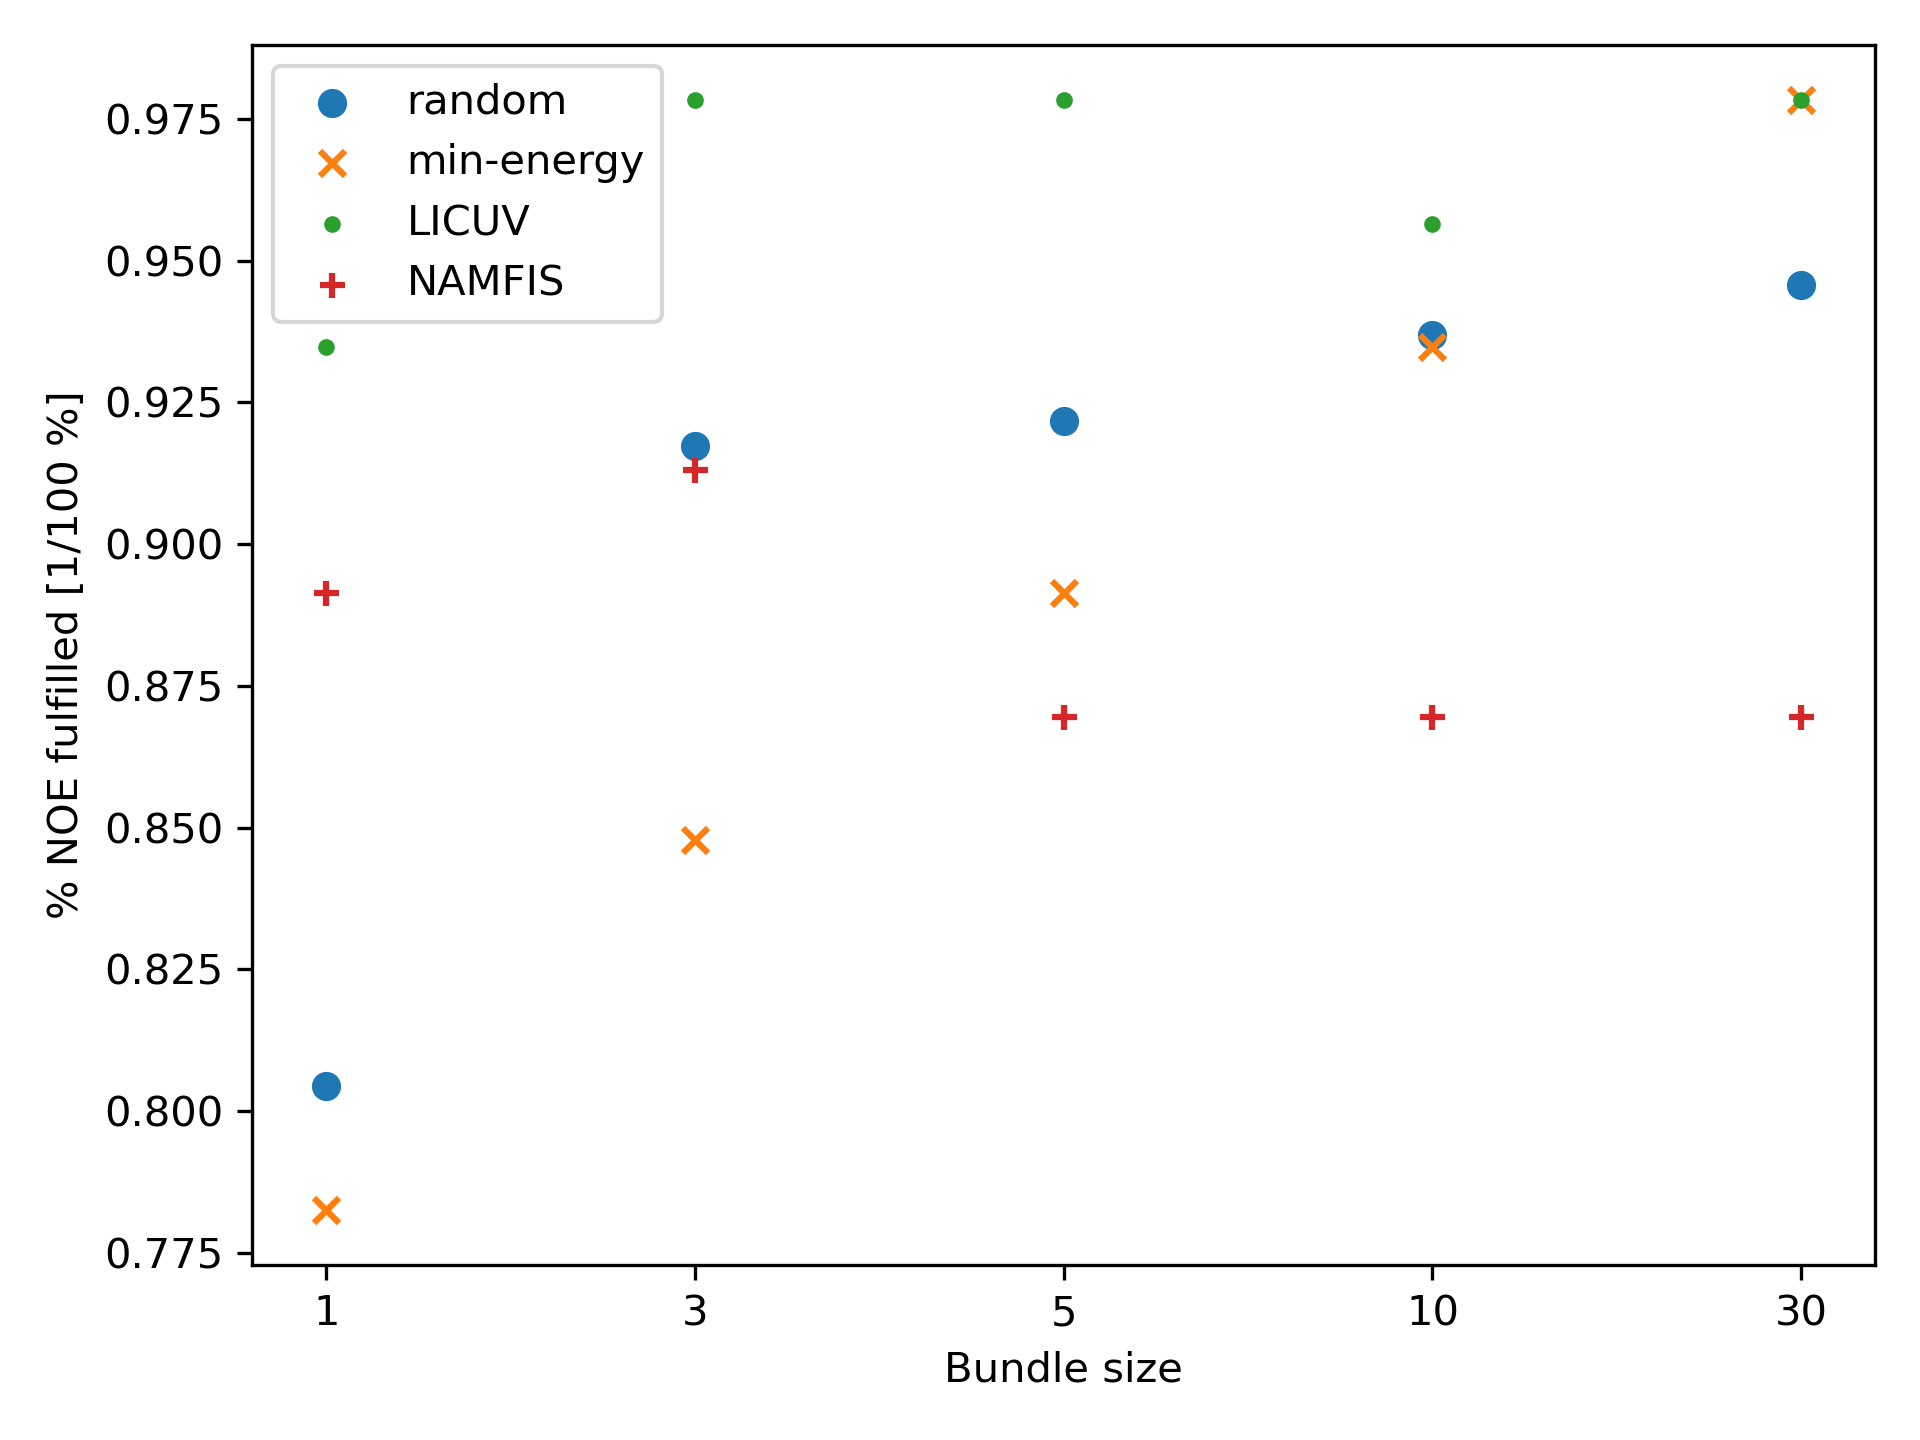 random
min-energy
LICUV
NAMFIS
0.975
0.950
0.925
0.900
0.875
0.850
0.825
0.800
0.775
% NOE fulfilled [1/100 %]
1 3 5 10 30
Bundle size